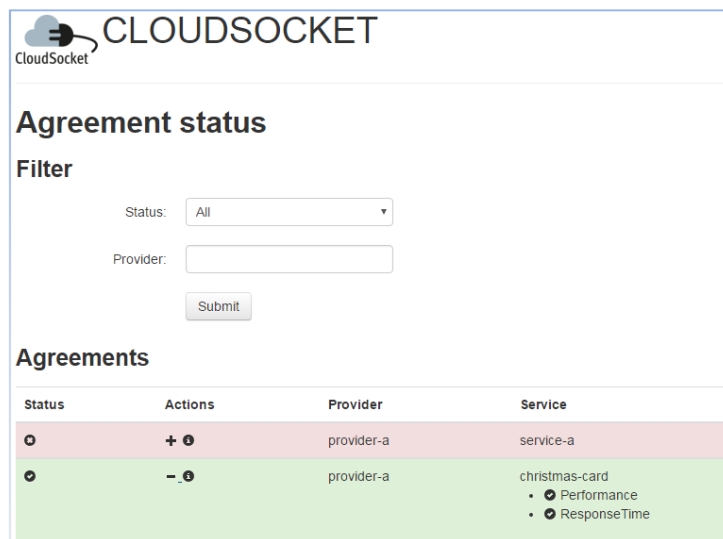 CLOUDSOCKET
CloudSocket
Agreement status
Filter
Status: All
Provider:
Submit
Agreements
Status Actions Provider Service
provider-a service-a
provider-a christmas-card
Performance
ResponseTime